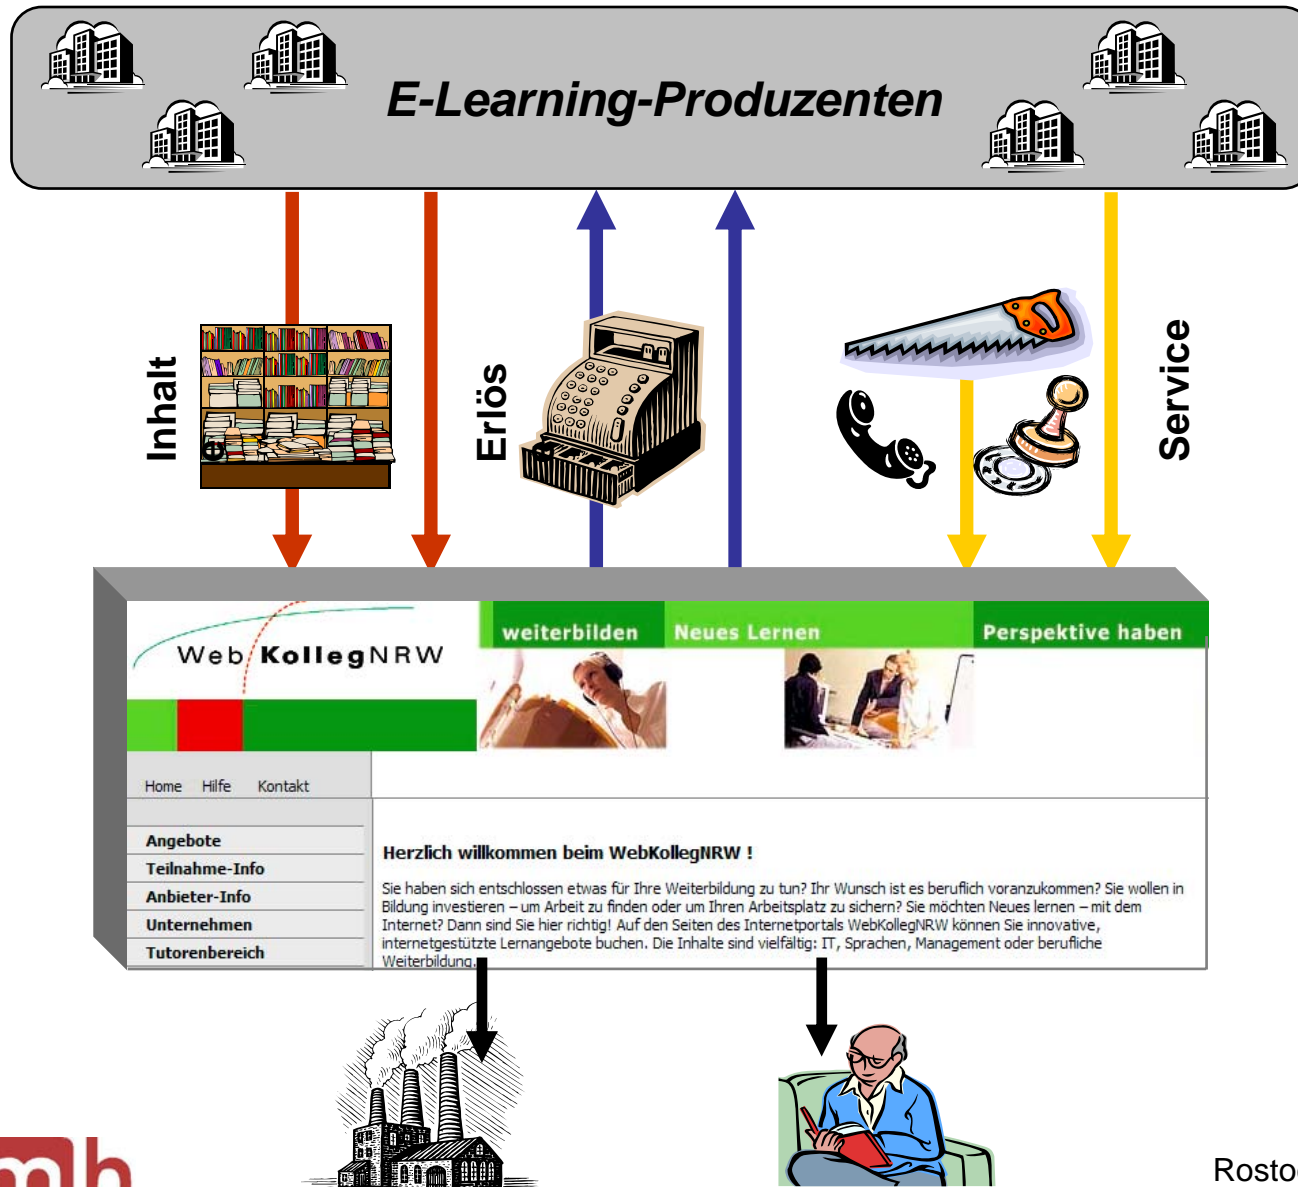 E-Learning-Produzenten
Inhalt
e
Erlös
e
Service
Web KollegNRW
weiterbilden
Neues Lernen
Perspektive haben
Home Hilfe Kontakt
Angebote
Teilnahme-Info
Anbieter-Info
Unternehmen
Tutorenbereich
Herzlich willkommen beim WebKollegNRW !
Sie haben sich entschlossen etwas für Ihre Weiterbildung zu tun? Ihr Wunsch ist es beruflich voranzukommen? Sie wollen in
Bildung investieren – um Arbeit zu finden oder um Ihren Arbeitsplatz zu sichern? Sie möchten Neues lernen – mit dem
Internet? Dann sind Sie hier richtig! Auf den Seiten des Internetportals WebKollegNRW können Sie innovative,
internetgestützte Lernangebote buchen. Die Inhalte sind vielfältig: IT, Sprachen, Management oder berufliche
Weiterbildung.